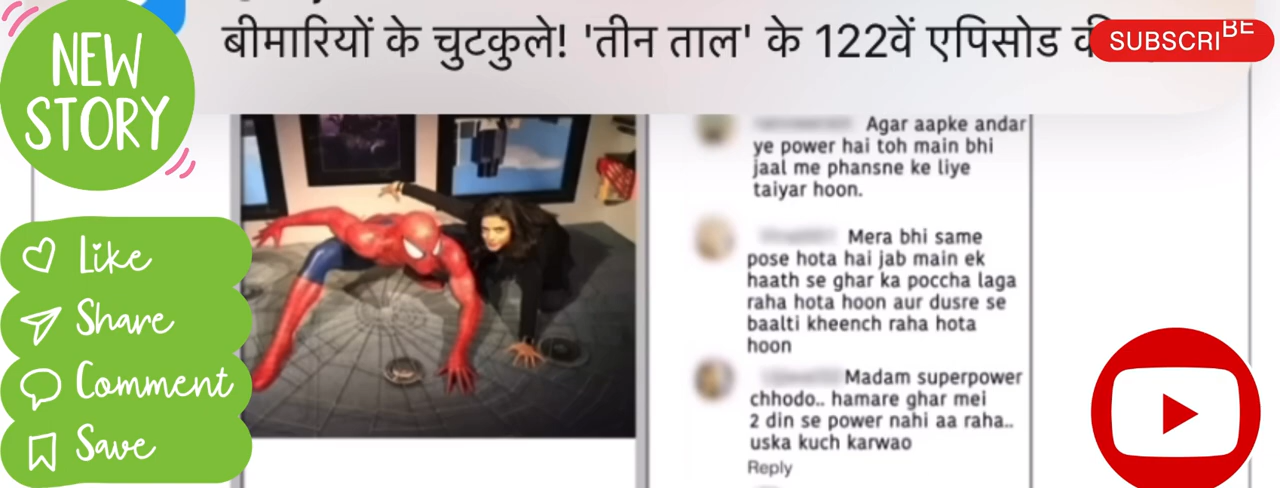 NEW
STORY
Like
Share
Comment
Save
बीमारियों के चुटकुले! 'तीन ताल' के 122वें एपिसोड
SUBSCRIBE
Agar aapke andar
ye power hai toh main bhi
jaal me phansne ke liye
taiyar hoon.
Mera bhi same
pose hota hai jab main ek
haath se ghar ka poccha laga
raha hota hoon aur dusre se
baalti kheench raha hota
hoon
Madam superpower
chhodo.. hamare ghar mei
2 din se power nahi aa raha..
uska kuch karwao
Reply